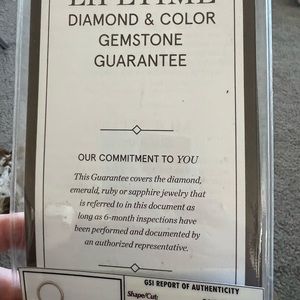 LIFETIME
DIAMOND & COLOR
GEMSTONE
GUARANTEE
OUR COMMITMENT TO YOU
This Guarantee covers the diamond,
emerald, ruby or sapphire jewelry that
is referred to in this document as
long as 6-month inspections have
been performed and documented by
an authorized representative.
GSI REPORT OF AUTHENTICITY
Shape/Cut: